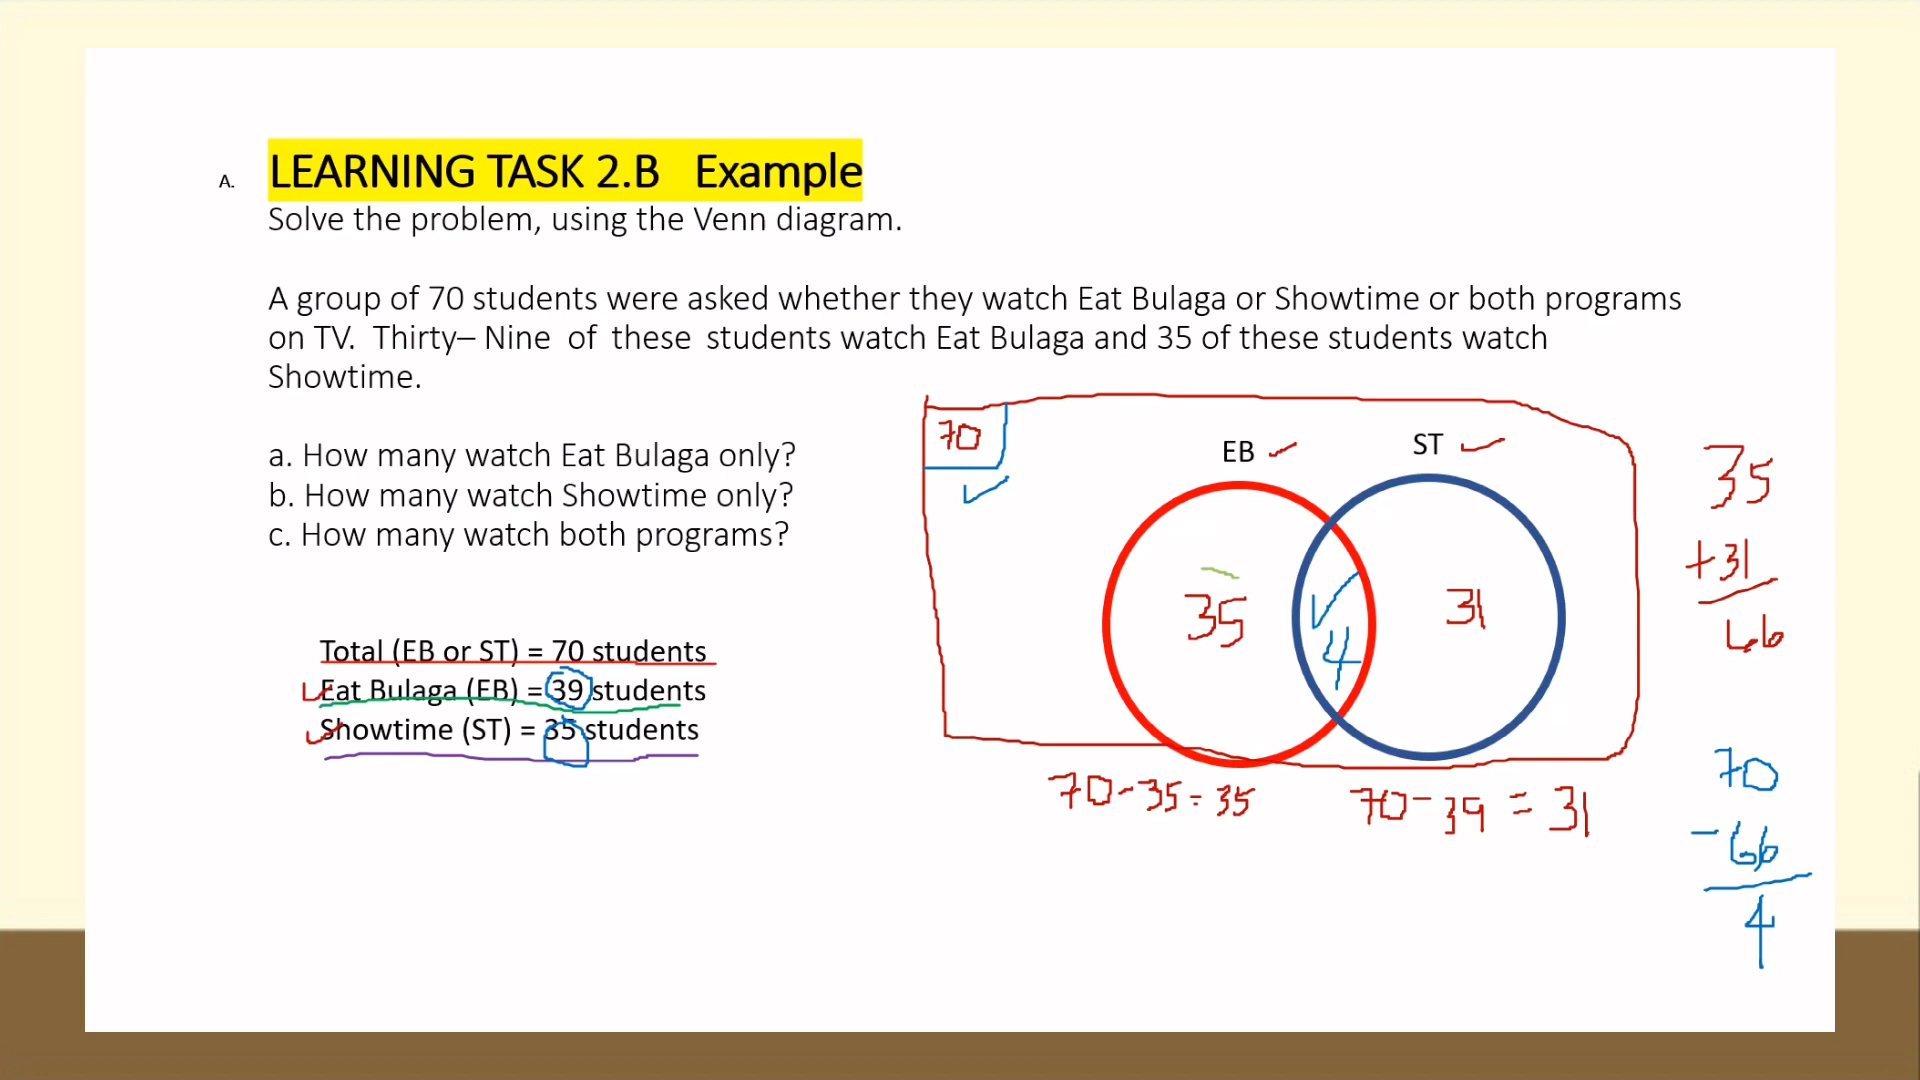 A. LEARNING TASK 2.B Example
Solve the problem, using the Venn diagram.
A group of 70 students were asked whether they watch Eat Bulaga or Showtime or both programs
on TV. Thirty– Nine of these students watch Eat Bulaga and 35 of these students watch
Showtime.
a. How many watch Eat Bulaga only?
b. How many watch Showtime only?
c. How many watch both programs?
Total (EB or ST) = 70 students
Eat Bulaga (EB) = 39 students
Showtime (ST) = 35 students
70
EB
ST
35
4
31
70-35=35
70-39=31
35
+31
66
70
-66
4